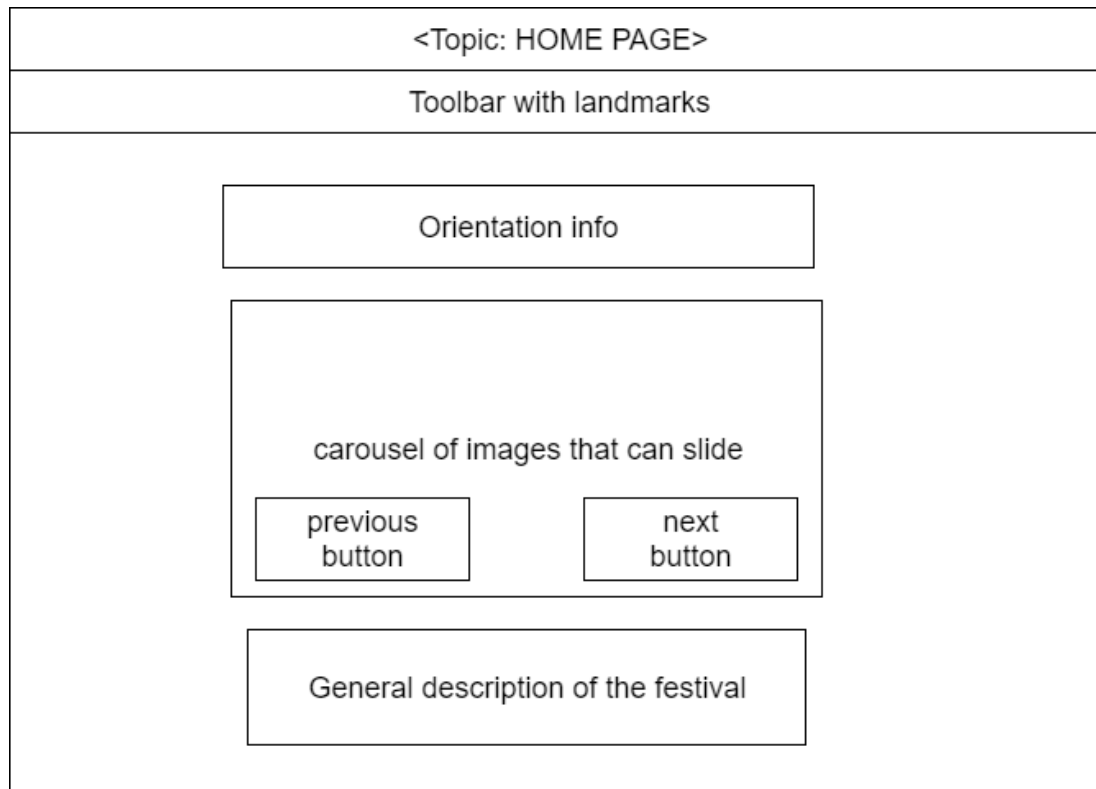 <Topic: HOME PAGE>
Toolbar with landmarks
Orientation info
carousel of images that can slide
previous
button
next
button
General description of the festival